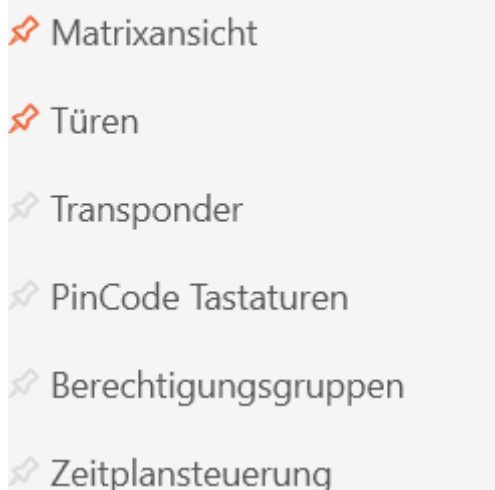 Matrixansicht
Türen
Transponder
PinCode Tastaturen
Berechtigungsgruppen
Zeitplansteuerung